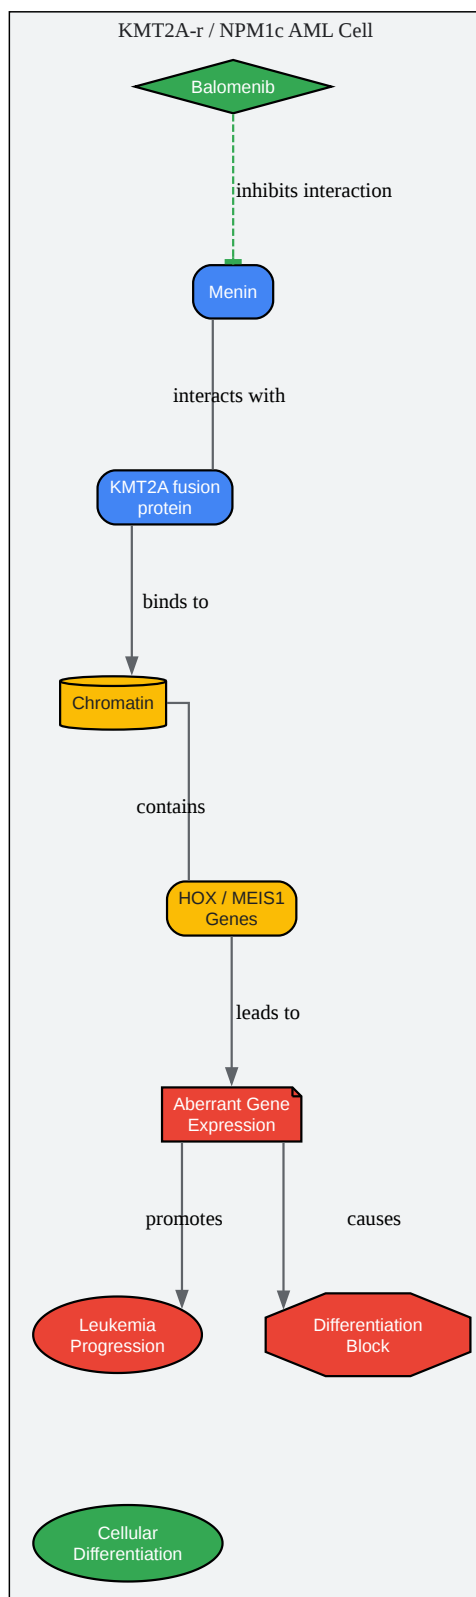 KMT2A-r / NPM1c AML Cell
Balomenib
inhibits interaction
Menin
interacts with
KMT2A fusion
protein
binds to
Chromatin
contains
HOX / MEIS1
Genes
leads to
Aberrant Gene
Expression
promotes
causes
Leukemia
Progression
Differentiation
Block
Cellular
Differentiation